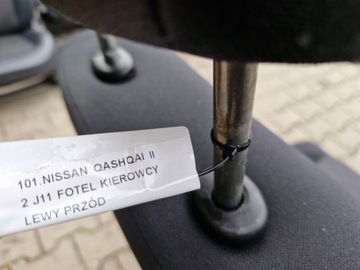 101.NISSAN QASHQAI II
2 J11 FOTEL KIEROWCY
LEWY PRZÓD